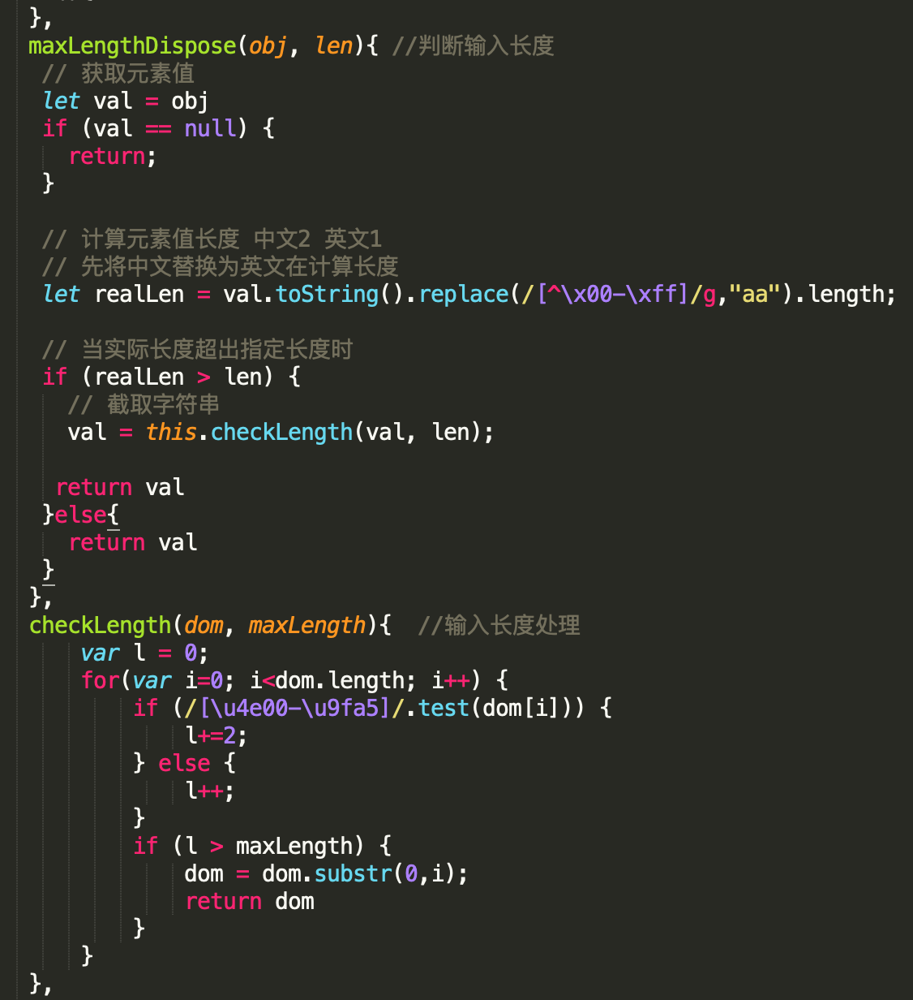 },
maxLengthDispose(obj, len){ //判断输入长度
// 获取元素值
let val = obj
if (val == null) {
return;
}
// 计算元素值长度 中文2 英文1
// 先将中文替换为英文在计算长度
let realLen = val.toString().replace(/[^\x00-\xff]/g,"aa").length;
// 当实际长度超出指定长度时
if (realLen > len) {
// 截取字符串
val = this.checkLength(val, len);
return val
}else{
return val
}
},
checkLength(dom, maxLength){ //输入长度处理
var l = 0;
for(var i=0; i<dom.length; i++) {
if (/[\u4e00-\u9fa5]/.test(dom[i])) {
l+=2;
} else {
l++;
}
if (l > maxLength) {
dom = dom.substr(0,i);
return dom
}
}
},